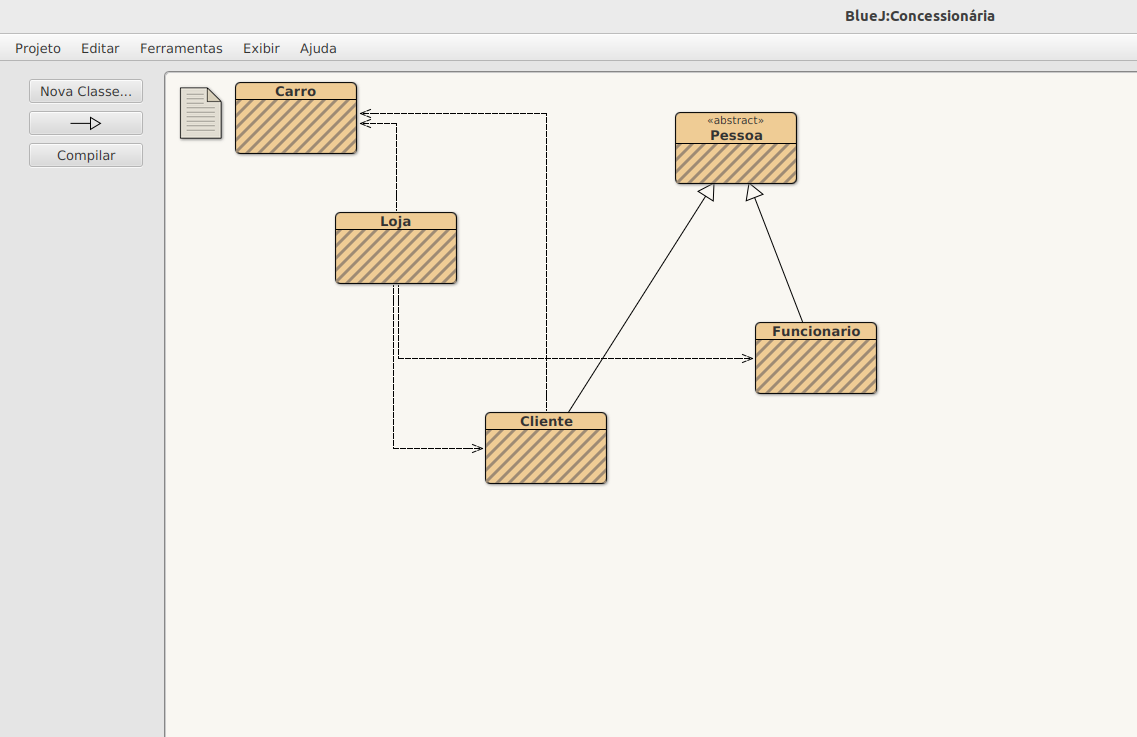 BlueJ:Concessionária
Projeto Editar Ferramentas Exibir Ajuda
Nova Classe...
Compilar
Carro
«abstract»
Pessoa
Loja
Funcionario
Cliente